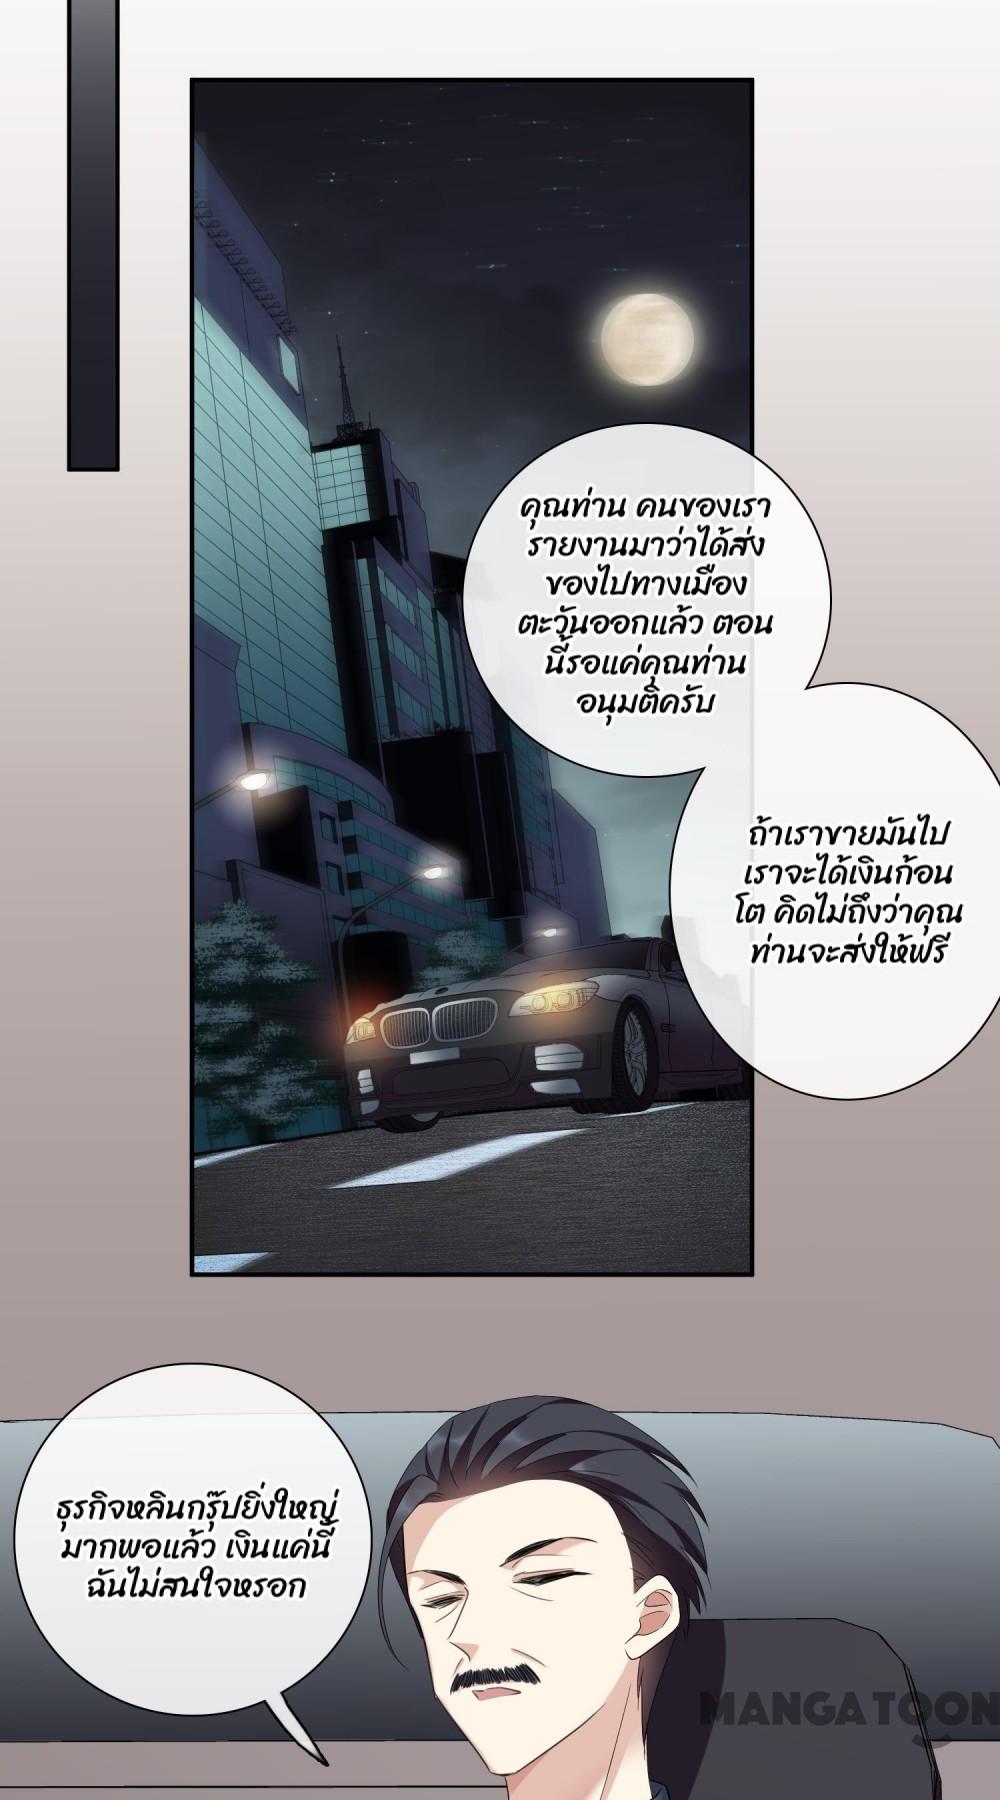 คุณท่าน คนของเรา
รายงานมาว่าได้ส่ง
ของไปทางเมือง
ตะวันออกแล้ว ตอน
นี้รอแค่คุณท่าน
อนุมติครับ
ถ้าเราขายมันไป
เราจะได้เงินก้อน
โต คิดไม่ถึงว่าคุณ
ท่านจะส่งให้ฟรี
ธุรกิจหลินกรุ๊ปยิ่งใหญ่
มากพอแล้ว เงินแค่นี้
ฉันไม่สนใจหรอก
MANGATOON